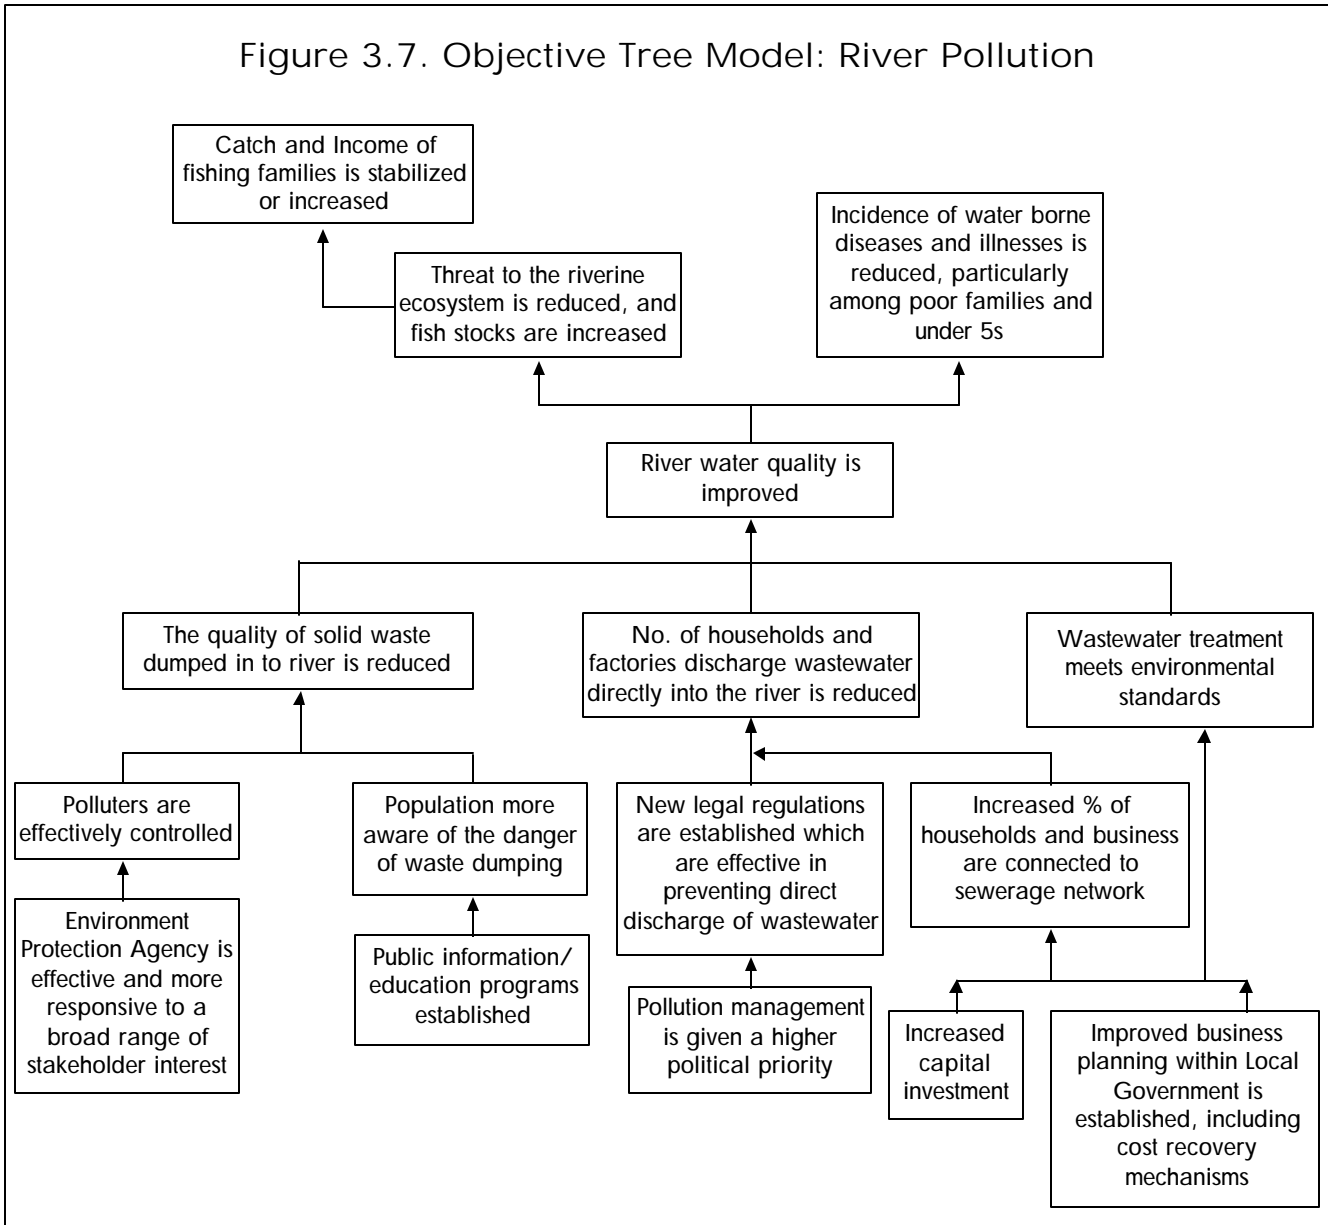 Figure 3.7. Objective Tree Model: River Pollution
Catch and Income of
fishing families is stabilized
or increased
Incidence of water borne
diseases and illnesses is
reduced, particularly
among poor families and
under 5s
Threat to the riverine
ecosystem is reduced, and
fish stocks are increased
River water quality is
improved
The quality of solid waste
dumped in to river is reduced
No. of households and
factories discharge wastewater
directly into the river is reduced
Wastewater treatment
meets environmental
standards
Polluters are
effectively controlled
Population more
aware of the danger
of waste dumping
New legal regulations
are established which
are effective in
preventing direct
discharge of wastewater
Increased % of
households and business
are connected to
sewerage network
Environment
Protection Agency is
effective and more
responsive to a
broad range of
stakeholder interest
Public information/
education programs
established
Pollution management
is given a higher
political priority
Increased
capital
investment
Improved business
planning within Local
Government is
established, including
cost recovery
mechanisms